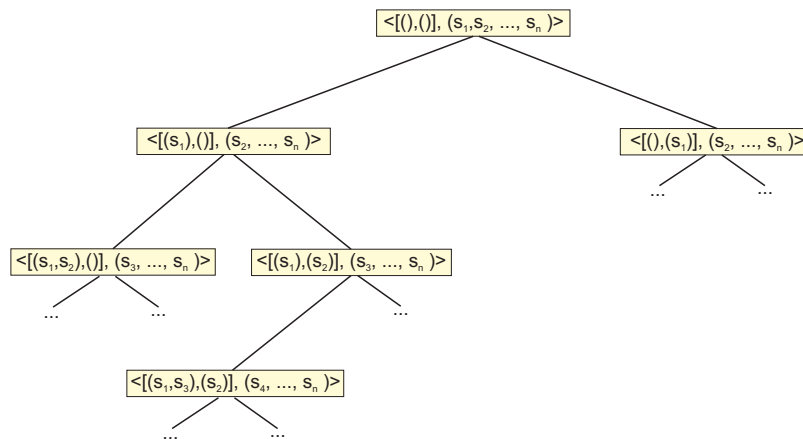 <[(),()], (s₁,s₂, ..., sₙ )>
<[(s₁),()], (s₂, ..., sₙ )>
<[(),(s₁)], (s₂, ..., sₙ )>
...
...
<[(s₁,s₂),()], (s₃, ..., sₙ )>
<[(s₁),(s₂)], (s₃, ..., sₙ )>
...
...
...
<[(s₁,s₃),(s₂)], (s₄, ..., sₙ )>
...
...